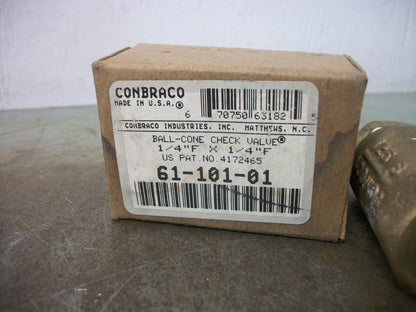 CONBRACO
MADE IN U.S.A.®
6 70750 63182
CONBRACO INDUSTRIES, INC. MATTHEWS, N.C.
BALL-CONE CHECK VALVE®
1/4"F X 1/4"F
US PAT.NO.4172465
61-101-01